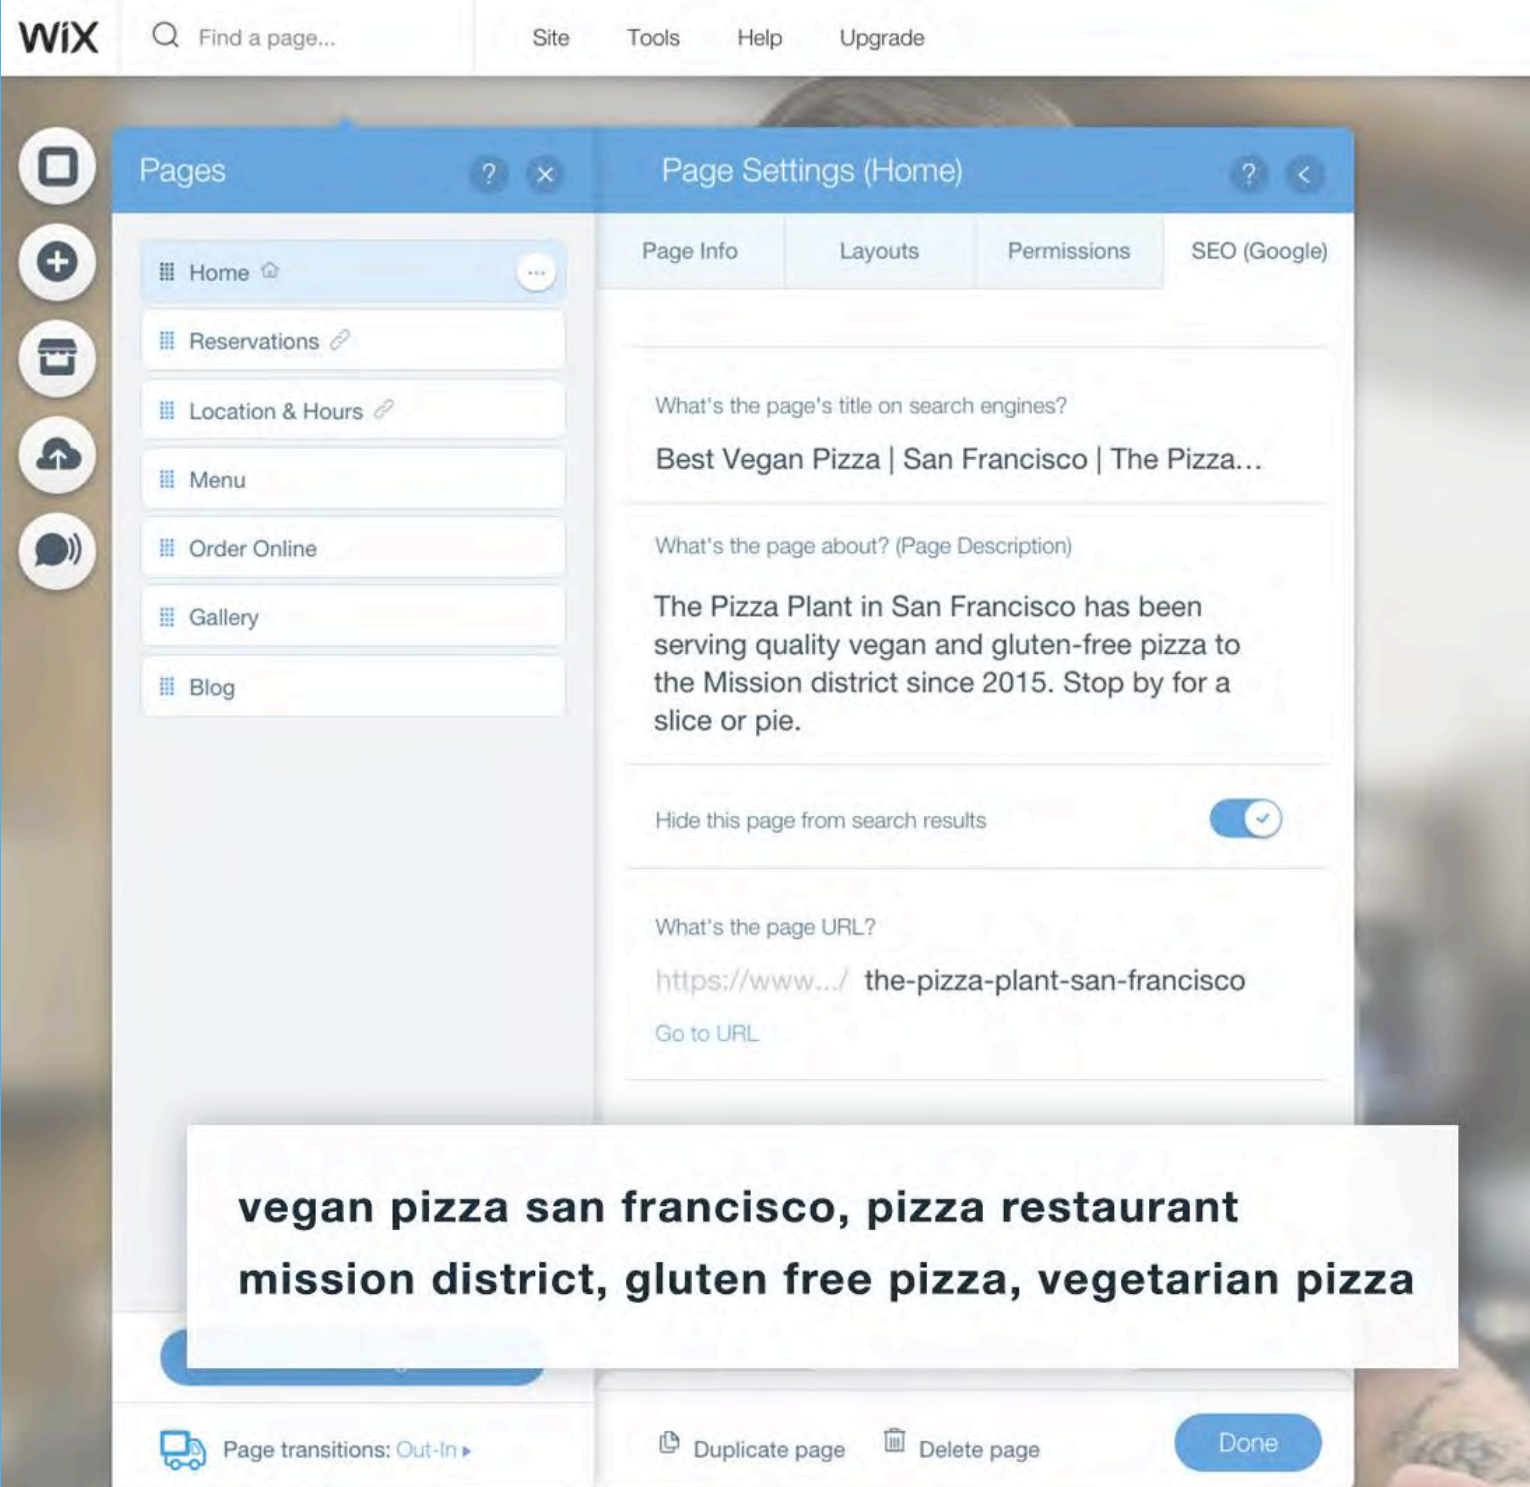 WiX
Find a page...
Site
Tools
Help
Upgrade
Pages
?
Page Settings (Home)
?
Home
Reservations
Location & Hours
Menu
Order Online
Gallery
Blog
Page Info
Layouts
Permissions
SEO (Google)
What's the page's title on search engines?
Best Vegan Pizza | San Francisco | The Pizza...
What's the page about? (Page Description)
The Pizza Plant in San Francisco has been
serving quality vegan and gluten-free pizza to
the Mission district since 2015. Stop by for a
slice or pie.
Hide this page from search results
What's the page URL?
https://www.../ the-pizza-plant-san-francisco
Go to URL
vegan pizza san francisco, pizza restaurant
mission district, gluten free pizza, vegetarian pizza
Page transitions: Out-In
Duplicate page
Delete page
Done